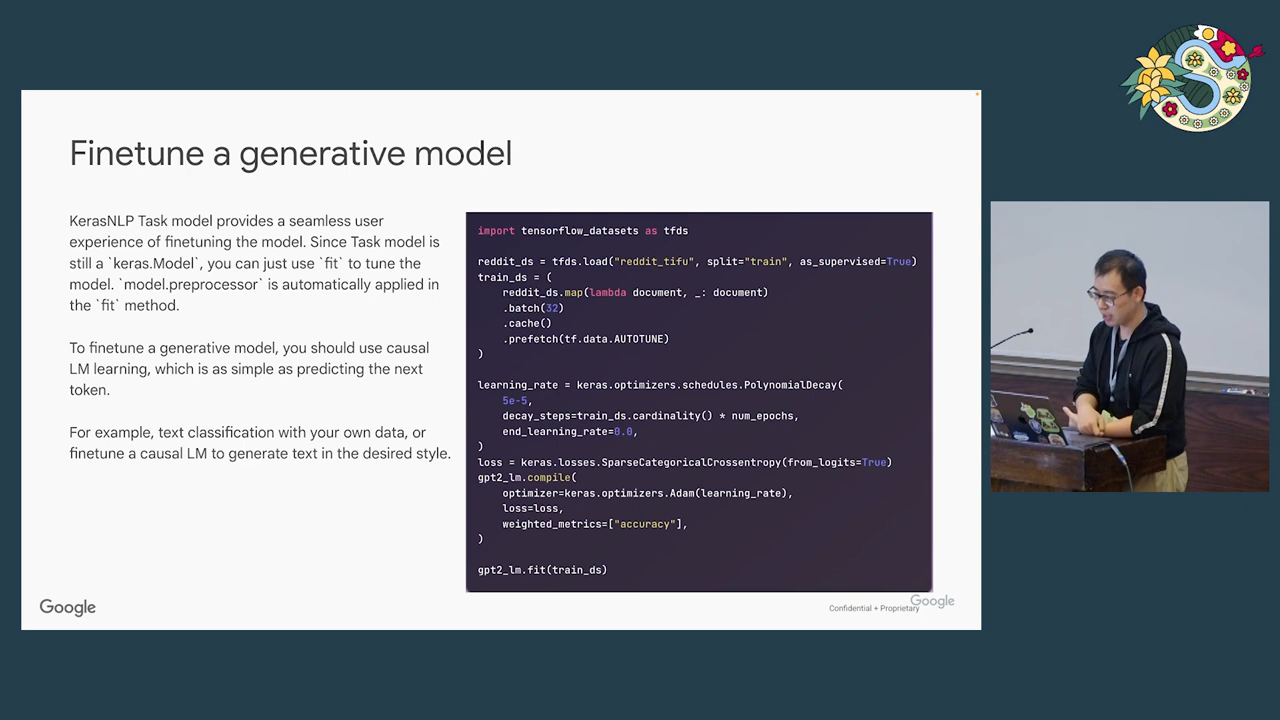 Finetune a generative model
KerasNLP Task model provides a seamless user
experience of finetuning the model. Since Task model is
still a `keras.Model`, you can just use `fit` to tune the
model. `model.preprocessor` is automatically applied in
the `fit` method.
To finetune a generative model, you should use causal
LM learning, which is as simple as predicting the next
token.
For example, text classification with your own data, or
finetune a causal LM to generate text in the desired style.
import tensorflow_datasets as tfds
reddit_ds = tfds.load("reddit_tifu", split="train", as_supervised=True)
train_ds = (
    reddit_ds.map(lambda document, _: document)
    .batch(32)
    .cache()
    .prefetch(tf.data.AUTOTUNE)
)
learning_rate = keras.optimizers.schedules.PolynomialDecay(
    5e-5,
    decay_steps=train_ds.cardinality() * num_epochs,
    end_learning_rate=0.0,
)
loss = keras.losses.SparseCategoricalCrossentropy(from_logits=True)
gpt2_lm.compile(
    optimizer=keras.optimizers.Adam(learning_rate),
    loss=loss,
    weighted_metrics=["accuracy"],
)
gpt2_lm.fit(train_ds)
Google
Confidential + Proprietary
Google